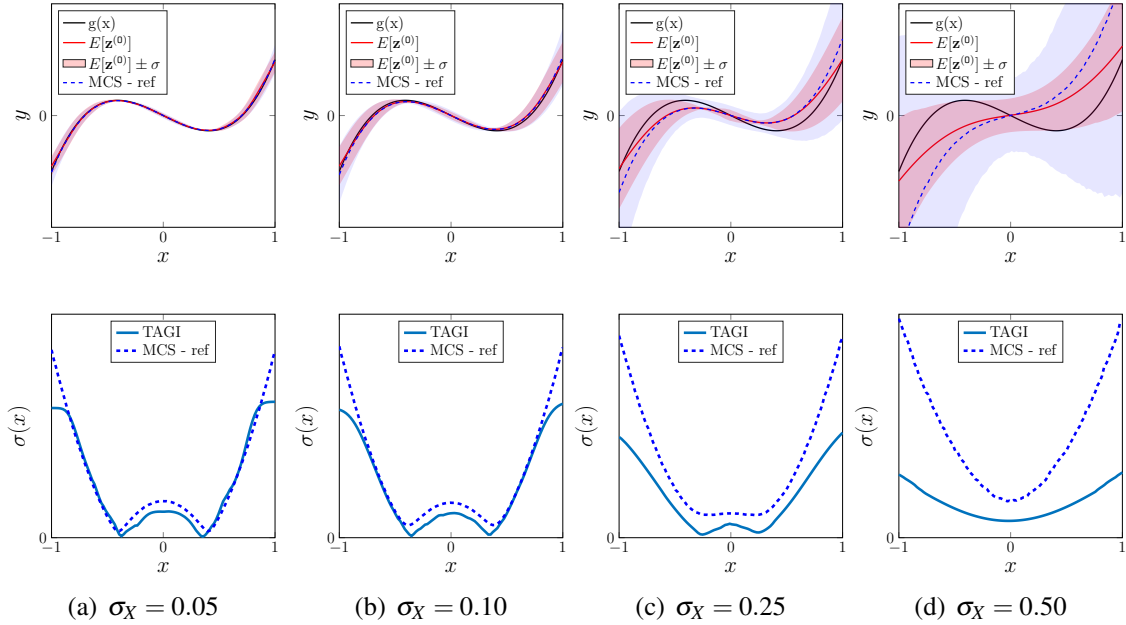 g(x)
E[z^(0)]
E[z^(0)] ± σ
MCS - ref
y
0
−1
0
1
x
g(x)
E[z^(0)]
E[z^(0)] ± σ
MCS - ref
y
0
−1
0
1
x
g(x)
E[z^(0)]
E[z^(0)] ± σ
MCS - ref
y
0
−1
0
1
x
g(x)
E[z^(0)]
E[z^(0)] ± σ
MCS - ref
y
0
−1
0
1
x
TAGI
MCS - ref
σ(x)
0
−1
0
1
x
TAGI
MCS - ref
σ(x)
0
−1
0
1
x
TAGI
MCS - ref
σ(x)
0
−1
0
1
x
TAGI
MCS - ref
σ(x)
0
−1
0
1
x
(a) σ_X = 0.05
(b) σ_X = 0.10
(c) σ_X = 0.25
(d) σ_X = 0.50